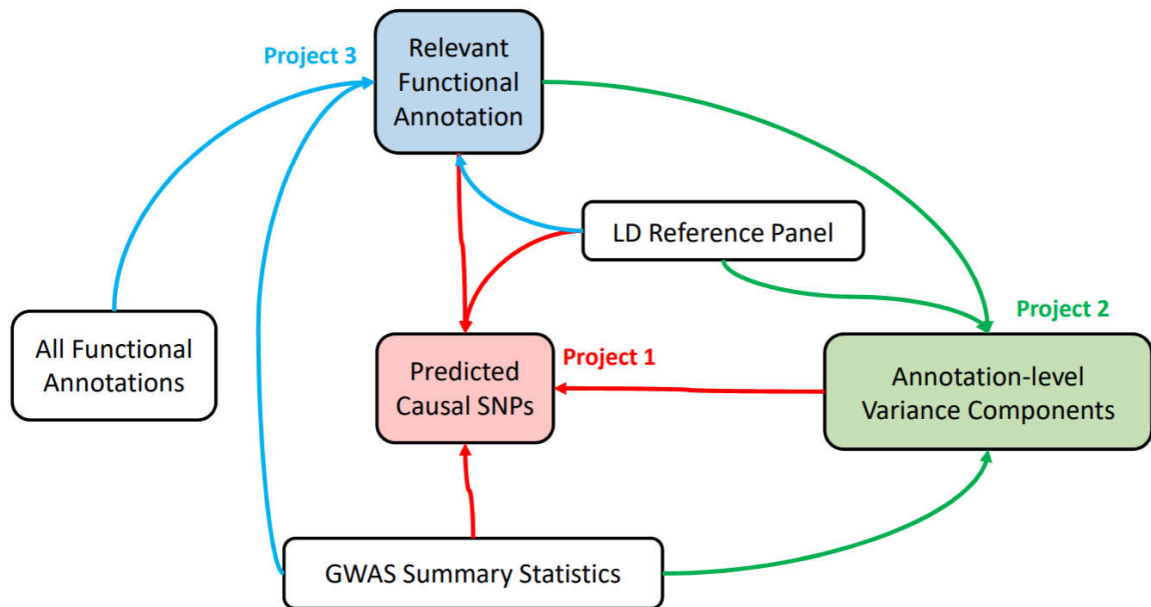 Project 3
Relevant
Functional
Annotation
LD Reference Panel
All Functional
Annotations
Project 1
Predicted
Causal SNPs
Project 2
Annotation-level
Variance Components
GWAS Summary Statistics